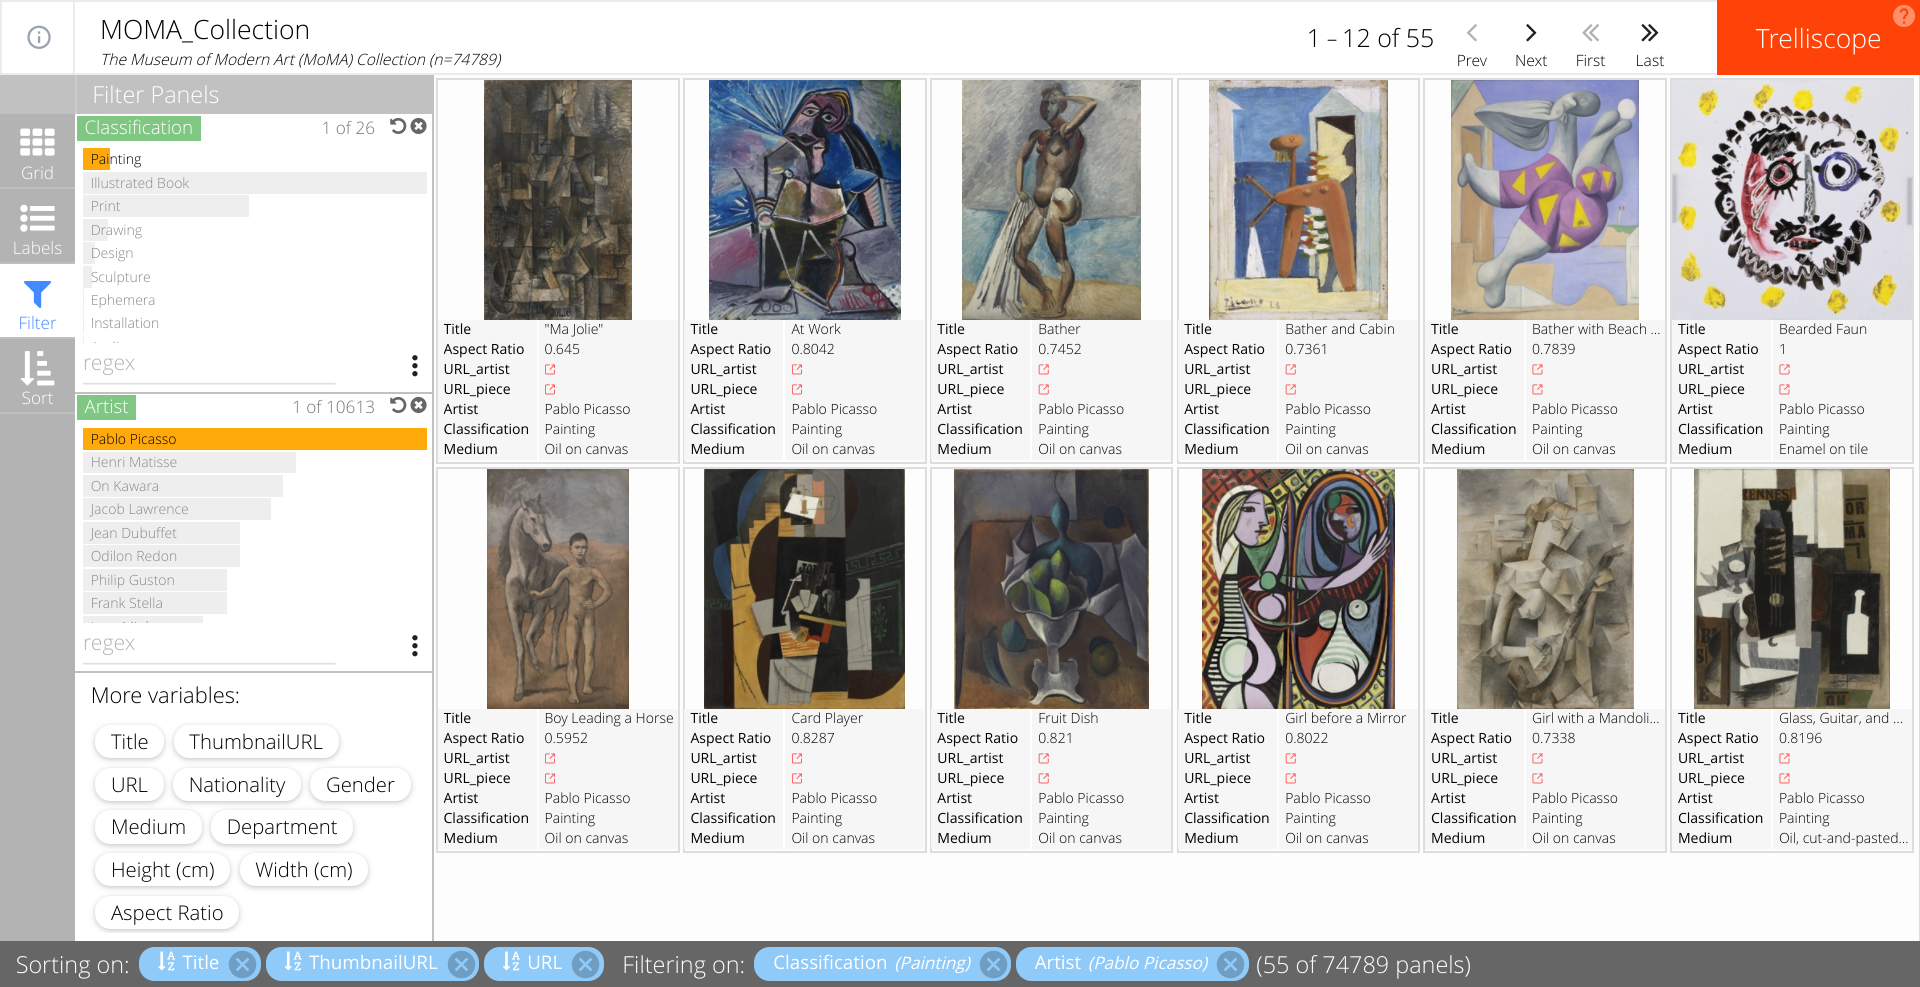 MOMA_Collection
The Museum of Modern Art (MoMA) Collection (n=74789)
1 – 12 of 55
Prev
Next
First
Last
Trelliscope
?
Filter Panels
Grid
Labels
Filter
Sort
Classification
1 of 26
Painting
Illustrated Book
Print
Drawing
Design
Sculpture
Ephemera
Installation
regex
Artist
1 of 10613
Pablo Picasso
Henri Matisse
On Kawara
Jacob Lawrence
Jean Dubuffet
Odilon Redon
Philip Guston
Frank Stella
regex
More variables:
Title ThumbnailURL
URL Nationality Gender
Medium Department
Height (cm) Width (cm)
Aspect Ratio
Title "Ma Jolie"
Aspect Ratio 0.645
URL_artist
URL_piece
Artist Pablo Picasso
Classification Painting
Medium Oil on canvas
Title At Work
Aspect Ratio 0.8042
URL_artist
URL_piece
Artist Pablo Picasso
Classification Painting
Medium Oil on canvas
Title Bather
Aspect Ratio 0.7452
URL_artist
URL_piece
Artist Pablo Picasso
Classification Painting
Medium Oil on canvas
Picasso
Title Bather and Cabin
Aspect Ratio 0.7361
URL_artist
URL_piece
Artist Pablo Picasso
Classification Painting
Medium Oil on canvas
Title Bather with Beach ...
Aspect Ratio 0.7839
URL_artist
URL_piece
Artist Pablo Picasso
Classification Painting
Medium Oil on canvas
Title Bearded Faun
Aspect Ratio 1
URL_artist
URL_piece
Artist Pablo Picasso
Classification Painting
Medium Enamel on tile
Title Boy Leading a Horse
Aspect Ratio 0.5952
URL_artist
URL_piece
Artist Pablo Picasso
Classification Painting
Medium Oil on canvas
Title Card Player
Aspect Ratio 0.8287
URL_artist
URL_piece
Artist Pablo Picasso
Classification Painting
Medium Oil on canvas
Title Fruit Dish
Aspect Ratio 0.821
URL_artist
URL_piece
Artist Pablo Picasso
Classification Painting
Medium Oil on canvas
Title Girl before a Mirror
Aspect Ratio 0.8022
URL_artist
URL_piece
Artist Pablo Picasso
Classification Painting
Medium Oil on canvas
Title Girl with a Mandoli...
Aspect Ratio 0.7338
URL_artist
URL_piece
Artist Pablo Picasso
Classification Painting
Medium Oil on canvas
Title Glass, Guitar, and ...
Aspect Ratio 0.8196
URL_artist
URL_piece
Artist Pablo Picasso
Classification Painting
Medium Oil, cut-and-pasted...
Sorting on: Title ThumbnailURL URL Filtering on: Classification (Painting) Artist (Pablo Picasso) (55 of 74789 panels)